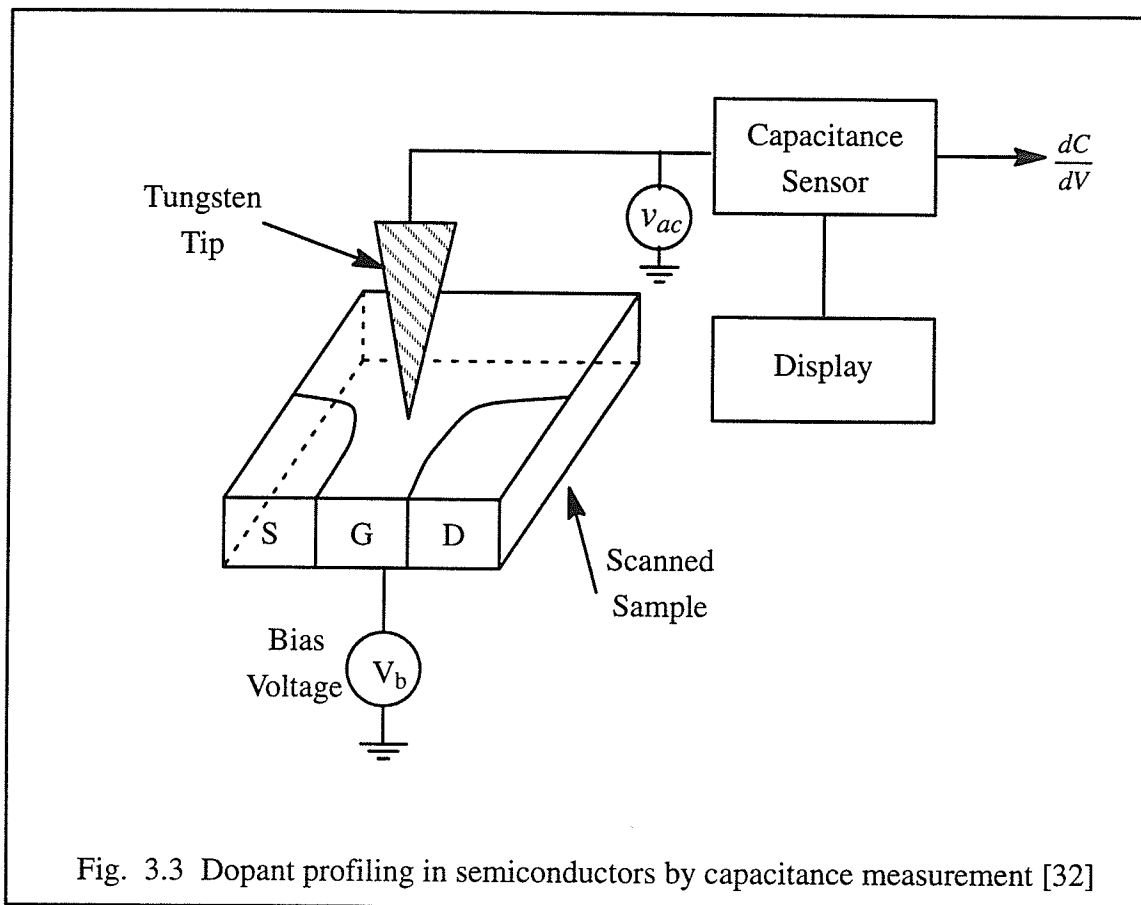 Capacitance
Sensor
dC
dV
Tungsten
Tip
v_ac
Display
S G D
Scanned
Sample
Bias
Voltage
V_b
Fig. 3.3 Dopant profiling in semiconductors by capacitance measurement [32]